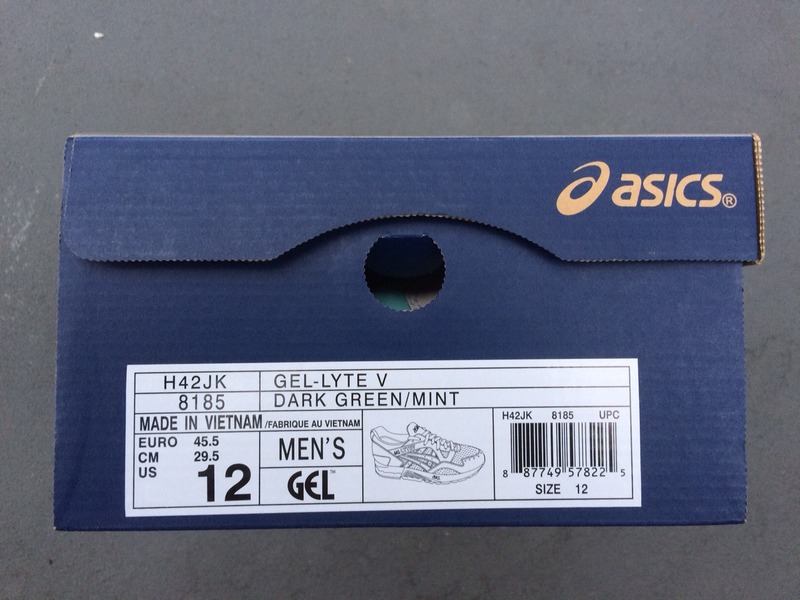 asics®
H42JK GEL-LYTE V
8185 DARK GREEN/MINT
MADE IN VIETNAM /FABRIQUE AU VIETNAM
EURO 45.5
CM 29.5
US 12
MEN'S
GEL™
H42JK 8185 UPC
8 87749 57822 5
SIZE 12